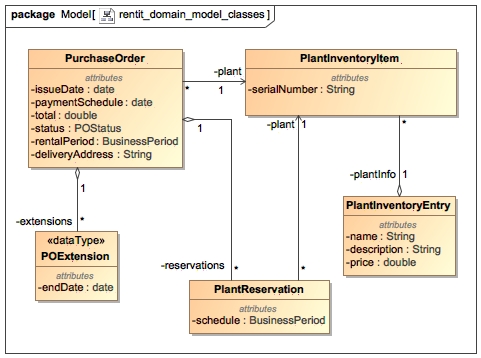 package Model[ rentit_domain_model_classes ]
PurchaseOrder
attributes
-issueDate : date
-paymentSchedule : date
-total : double
-status : POStatus
-rentalPeriod : BusinessPeriod
-deliveryAddress : String
-plant
*
1
PlantInventoryItem
attributes
-serialNumber : String
1
-plant
1
*
1
-plantInfo
1
-extensions
*
«dataType»
POExtension
attributes
-endDate : date
PlantInventoryEntry
attributes
-name : String
-description : String
-price : double
-reservations
*
*
PlantReservation
attributes
-schedule : BusinessPeriod